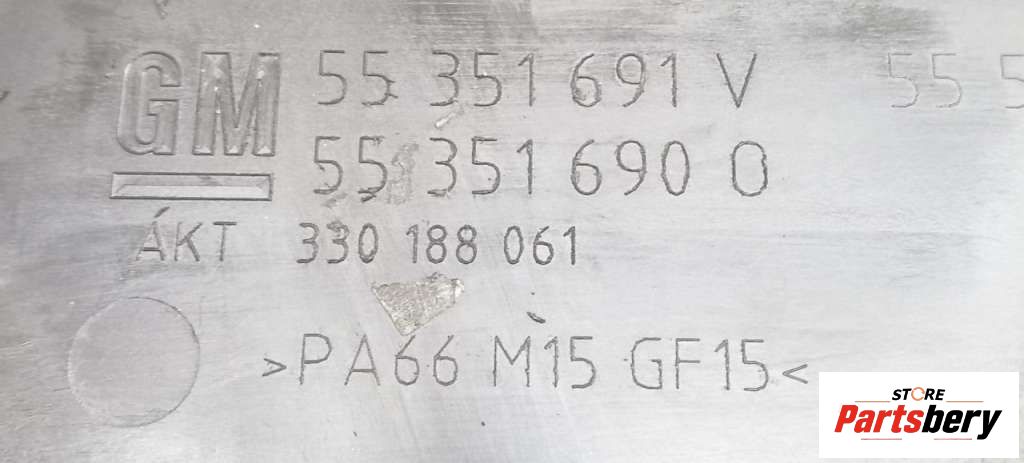 GM 55 351 691 V 55 5
55 351 690 O
ÁKT 330 188 061
>PA66 M15 GF15<
STORE
Partsbery